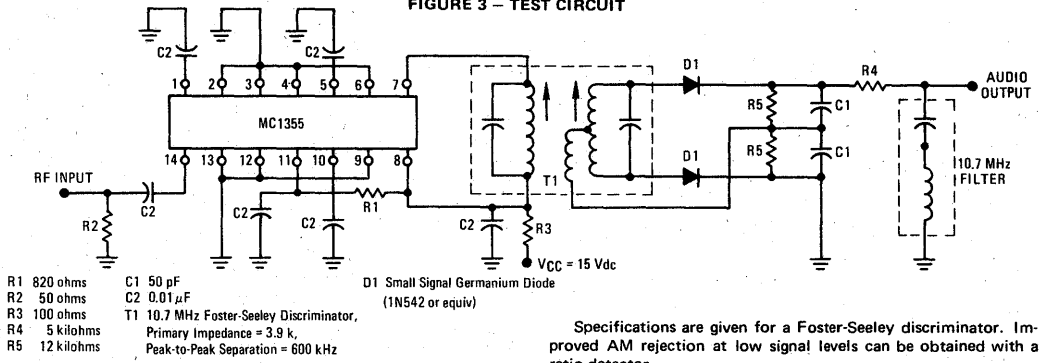 FIGURE 3 – TEST CIRCUIT
C2
C2
1 2 3 4 5 6 7
MC1355
14 13 12 11 10 9 8
RF INPUT
C2
R2
C2
C2
R1
C2
R3
VCC = 15 Vdc
T1
D1
D1
R5
R5
C1
C1
R4
AUDIO
OUTPUT
10.7 MHz
FILTER
R1 820 ohms
R2 50 ohms
R3 100 ohms
R4 5 kilohms
R5 12 kilohms
C1 50 pF
C2 0.01 µF
T1 10.7 MHz Foster-Seeley Discriminator,
Primary Impedance = 3.9 k,
Peak-to-Peak Separation = 600 kHz
D1 Small Signal Germanium Diode
(1N542 or equiv)
Specifications are given for a Foster-Seeley discriminator. Im-
proved AM rejection at low signal levels can be obtained with a
ratio detector